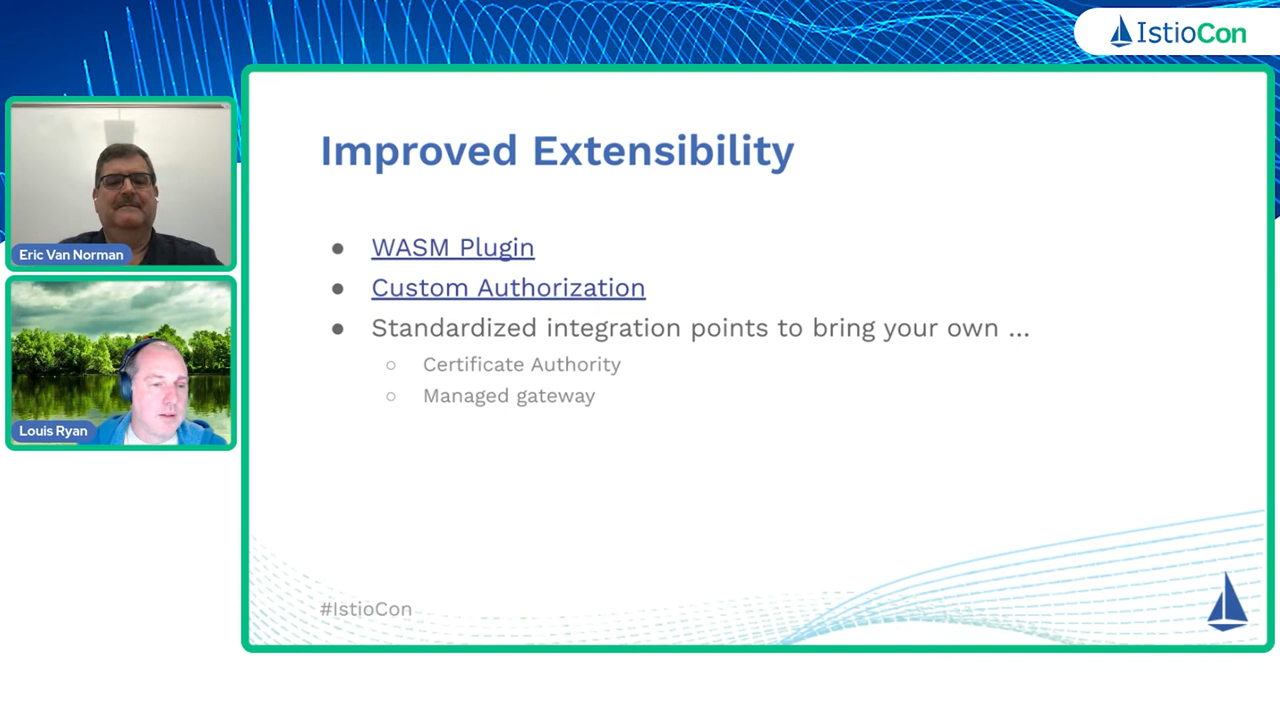 IstioCon
Eric Van Norman
Louis Ryan
Improved Extensibility
● WASM Plugin
● Custom Authorization
● Standardized integration points to bring your own ...
○ Certificate Authority
○ Managed gateway
#IstioCon